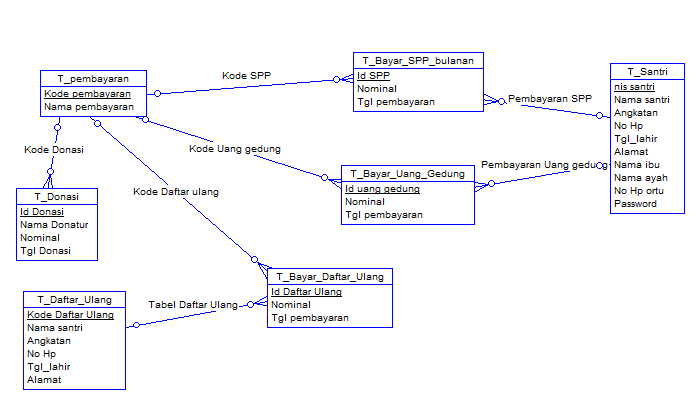 T_pembayaran
Kode pembayaran
Nama pembayaran
Kode SPP
T_Bayar_SPP_bulanan
Id SPP
Nominal
Tgl pembayaran
Pembayaran SPP
T_Santri
nis santri
Nama santri
Angkatan
No Hp
Tgl_lahir
Alamat
Nama ibu
Nama ayah
No Hp ortu
Password
Kode Donasi
Kode Uang gedung
Pembayaran Uang gedung
T_Bayar_Uang_Gedung
Id uang gedung
Nominal
Tgl pembayaran
Kode Daftar ulang
T_Donasi
Id Donasi
Nama Donatur
Nominal
Tgl Donasi
T_Bayar_Daftar_Ulang
Id Daftar Ulang
Nominal
Tgl pembayaran
Tabel Daftar Ulang
T_Daftar_Ulang
Kode Daftar Ulang
Nama santri
Angkatan
No Hp
Tgl_lahir
Alamat